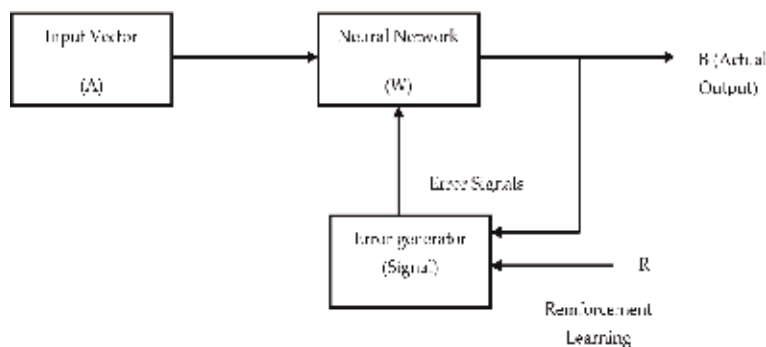 Input Vector
(A)
Neural Network
(W)
B (Actual
Output)
Error Signals
Error generator
(Signal)
R
Reinforcement
Learning